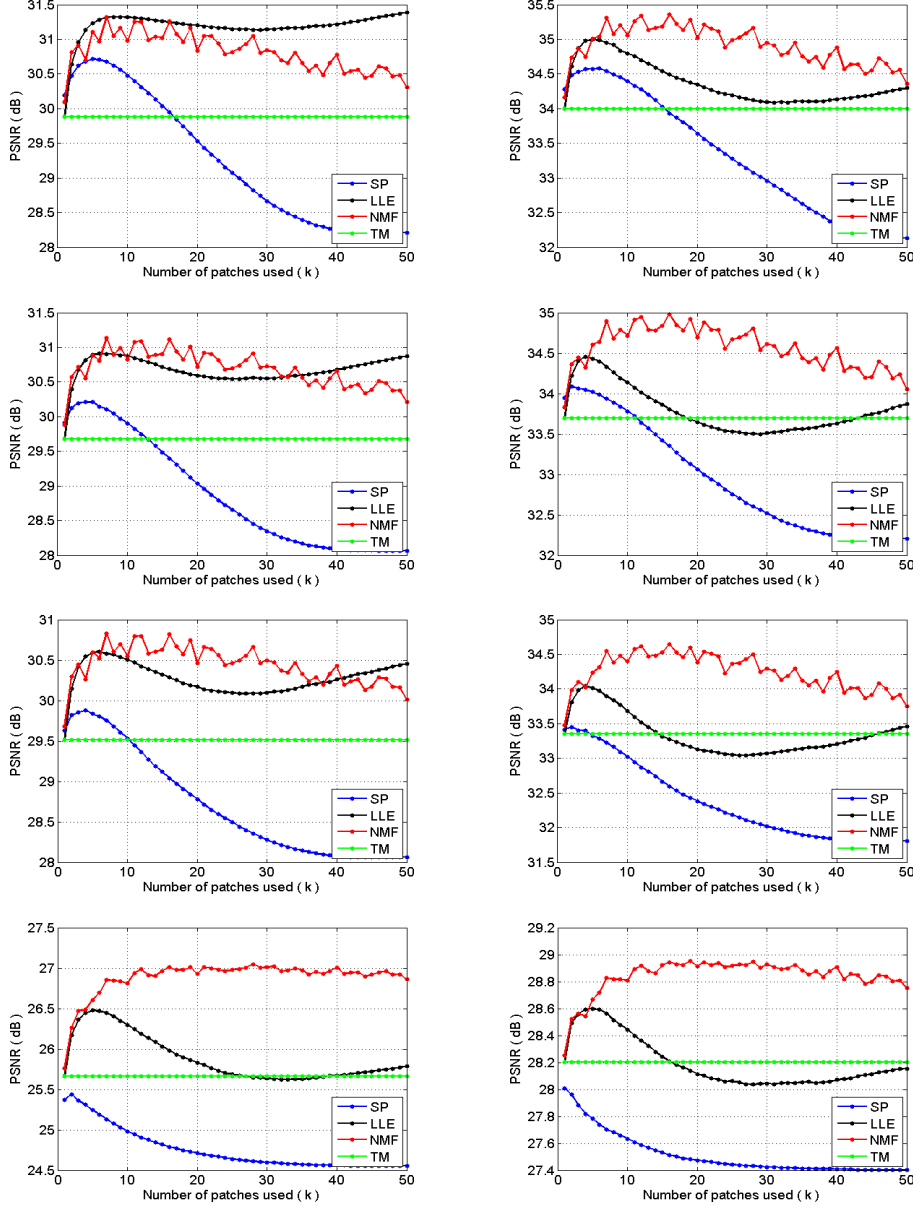 31.5
31
30.5
30
29.5
29
28.5
28
0 10 20 30 40 50
PSNR ( dB )
Number of patches used ( k )
SP
LLE
NMF
TM
35.5
35
34.5
34
33.5
33
32.5
32
0 10 20 30 40 50
PSNR ( dB )
Number of patches used ( k )
SP
LLE
NMF
TM
31.5
31
30.5
30
29.5
29
28.5
28
0 10 20 30 40 50
PSNR ( dB )
Number of patches used ( k )
SP
LLE
NMF
TM
35
34.5
34
33.5
33
32.5
32
0 10 20 30 40 50
PSNR ( dB )
Number of patches used ( k )
SP
LLE
NMF
TM
31
30.5
30
29.5
29
28.5
28
0 10 20 30 40 50
PSNR ( dB )
Number of patches used ( k )
SP
LLE
NMF
TM
35
34.5
34
33.5
33
32.5
32
31.5
0 10 20 30 40 50
PSNR ( dB )
Number of patches used ( k )
SP
LLE
NMF
TM
27.5
27
26.5
26
25.5
25
24.5
0 10 20 30 40 50
PSNR ( dB )
Number of patches used ( k )
SP
LLE
NMF
TM
29.2
29
28.8
28.6
28.4
28.2
28
27.8
27.6
27.4
0 10 20 30 40 50
PSNR ( dB )
Number of patches used ( k )
SP
LLE
NMF
TM